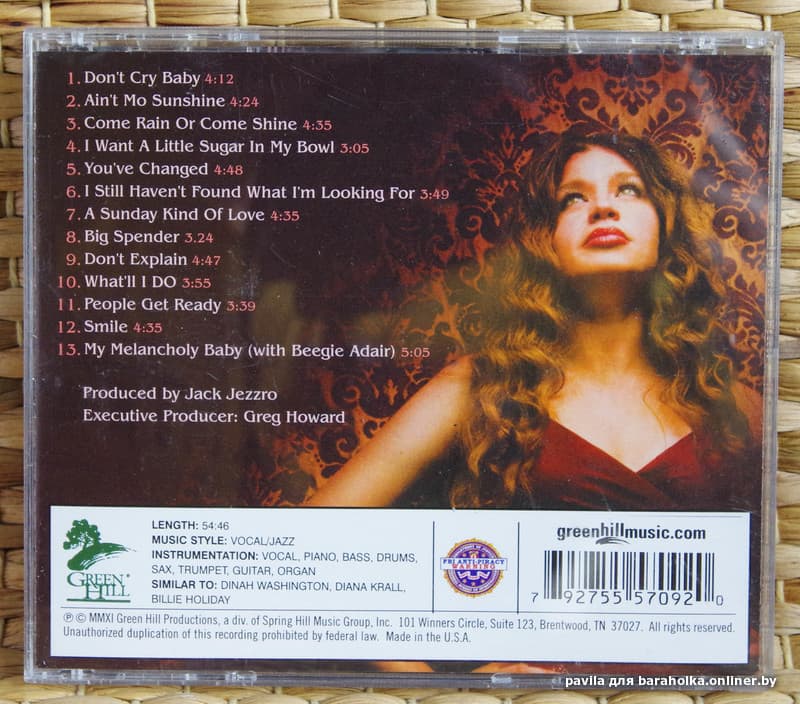 1. Don't Cry Baby 4:12
2. Ain't Mo Sunshine 4:24
3. Come Rain Or Come Shine 4:35
4. I Want A Little Sugar In My Bowl 3:05
5. You've Changed 4:48
6. I Still Haven't Found What I'm Looking For 3:49
7. A Sunday Kind Of Love 4:35
8. Big Spender 3.24
9. Don't Explain 4:47
10. What'll I DO 3:55
11. People Get Ready 3:39
12. Smile 4:35
13. My Melancholy Baby (with Beegie Adair) 5:05
Produced by Jack Jezzro
Executive Producer: Greg Howard
GREEN
HILL
LENGTH: 54:46
MUSIC STYLE: VOCAL/JAZZ
INSTRUMENTATION: VOCAL, PIANO, BASS, DRUMS,
SAX, TRUMPET, GUITAR, ORGAN
SIMILAR TO: DINAH WASHINGTON, DIANA KRALL,
BILLIE HOLIDAY
FBI ANTI-PIRACY
WARNING
greenhillmusic.com
7 92755 57092 0
℗ © MMXI Green Hill Productions, a div. of Spring Hill Music Group, Inc. 101 Winners Circle, Suite 123, Brentwood, TN 37027. All rights reserved.
Unauthorized duplication of this recording prohibited by federal law. Made in the U.S.A.
pavila для baraholka.onliner.by